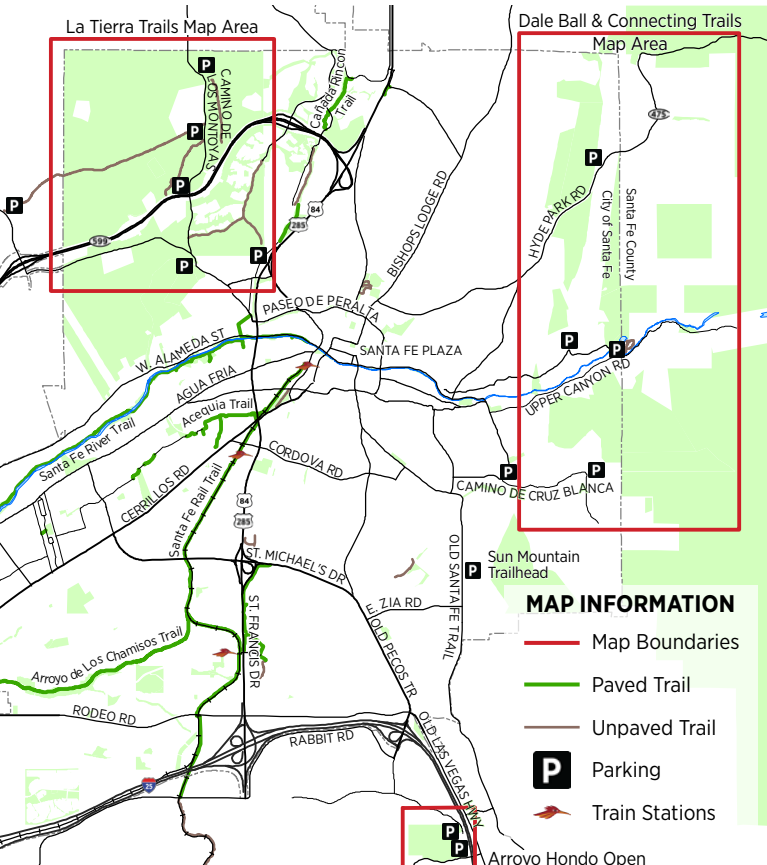 La Tierra Trails Map Area
Dale Ball & Connecting Trails
Map Area
P
CAMINO DE
LOS MONTOYAS
Cañada Rincon
Trail
475
P
P
P
P
HYDE PARK RD
Santa Fe County
City of Santa Fe
BISHOPS LODGE RD
84
285
599
P
P
PASEO DE PERALTA
W. ALAMEDA ST
SANTA FE PLAZA
P
P
AGUA FRIA
UPPER CANYON RD
Acequia Trail
Santa Fe River Trail
CORDOVA RD
CERRILLOS RD
P
P
CAMINO DE CRUZ BLANCA
Santa Fe Rail Trail
84
285
ST. MICHAEL'S DR
OLD SANTA FE TRAIL
P
Sun Mountain
Trailhead
ST. FRANCIS DR
E. ZIA RD
OLD PECOS TR
Arroyo de Los Chamisos Trail
RODEO RD
RABBIT RD
OLD LAS VEGAS HWY
25
MAP INFORMATION
Map Boundaries
Paved Trail
Unpaved Trail
P
Parking
Train Stations
P
P
Arroyo Hondo Open